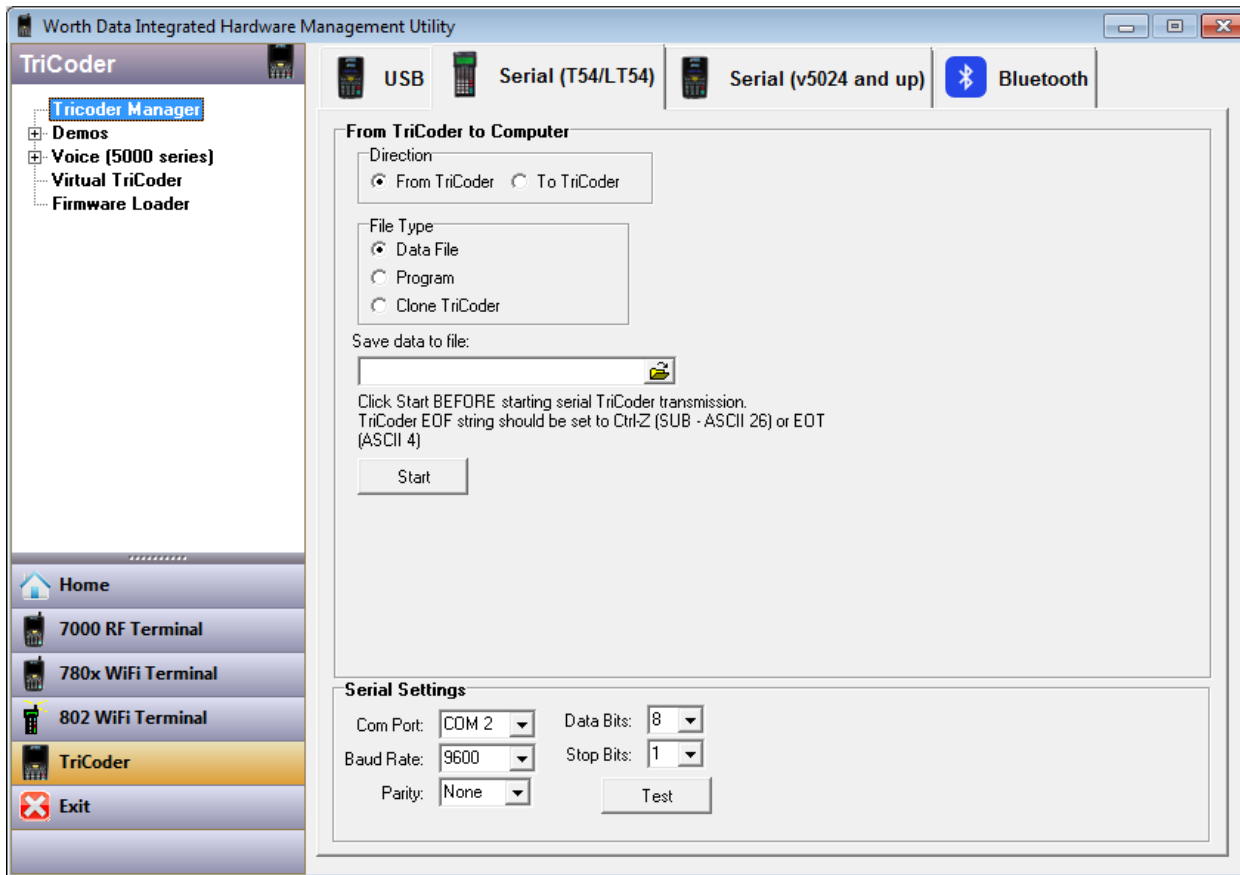 Worth Data Integrated Hardware Management Utility
TriCoder
Tricoder Manager
Demos
Voice (5000 series)
Virtual TriCoder
Firmware Loader
Home
7000 RF Terminal
780x WiFi Terminal
802 WiFi Terminal
TriCoder
Exit
USB
Serial (T54/LT54)
Serial (v5024 and up)
Bluetooth
From TriCoder to Computer
Direction
From TriCoder
To TriCoder
File Type
Data File
Program
Clone TriCoder
Save data to file:
Click Start BEFORE starting serial TriCoder transmission.
TriCoder EOF string should be set to Ctrl-Z (SUB - ASCII 26) or EOT
(ASCII 4)
Start
Serial Settings
Com Port: COM 2
Data Bits: 8
Baud Rate: 9600
Stop Bits: 1
Parity: None
Test